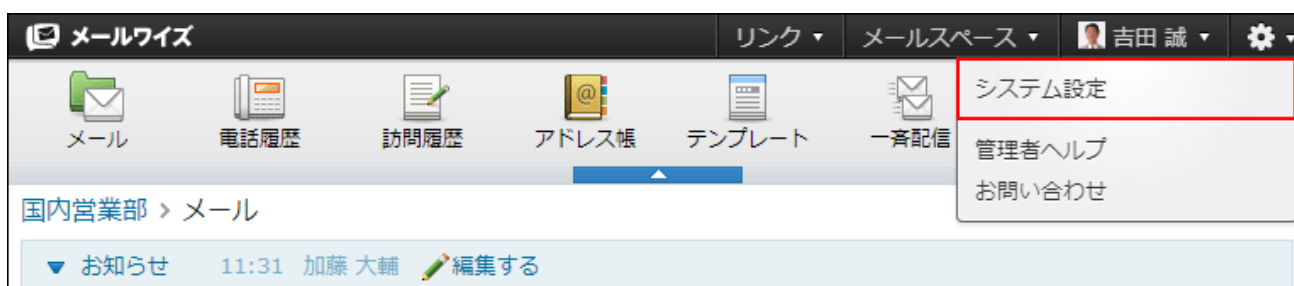 メールワイズ リンク メールスペース 吉田 誠
メール 電話履歴 訪問履歴 アドレス帳 テンプレート 一斉配信
システム設定
管理者ヘルプ
お問い合わせ
国内営業部 > メール
お知らせ 11:31 加藤 大輔 編集する